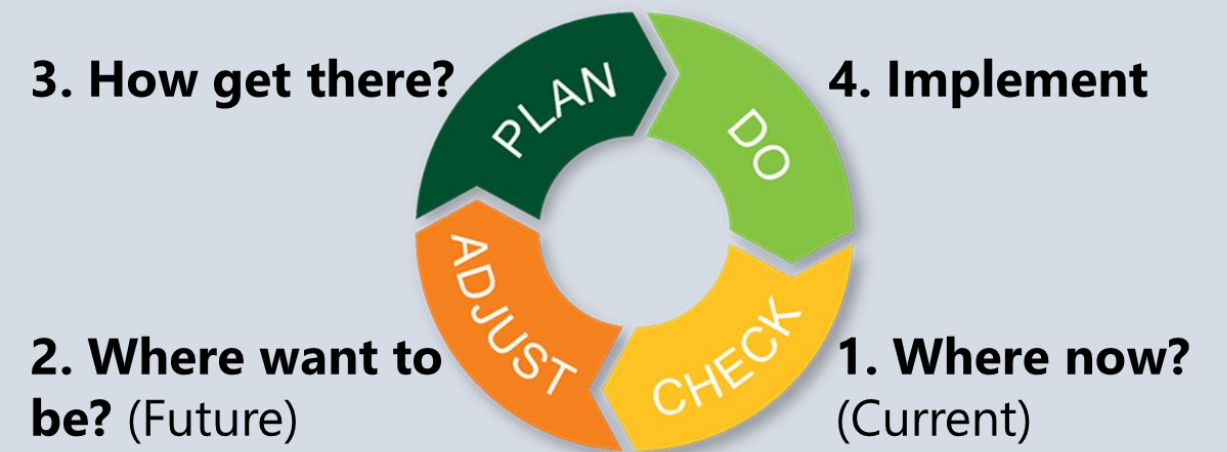 3. How get there?
PLAN
DO
4. Implement
2. Where want to
be? (Future)
ADJUST
CHECK
1. Where now?
(Current)